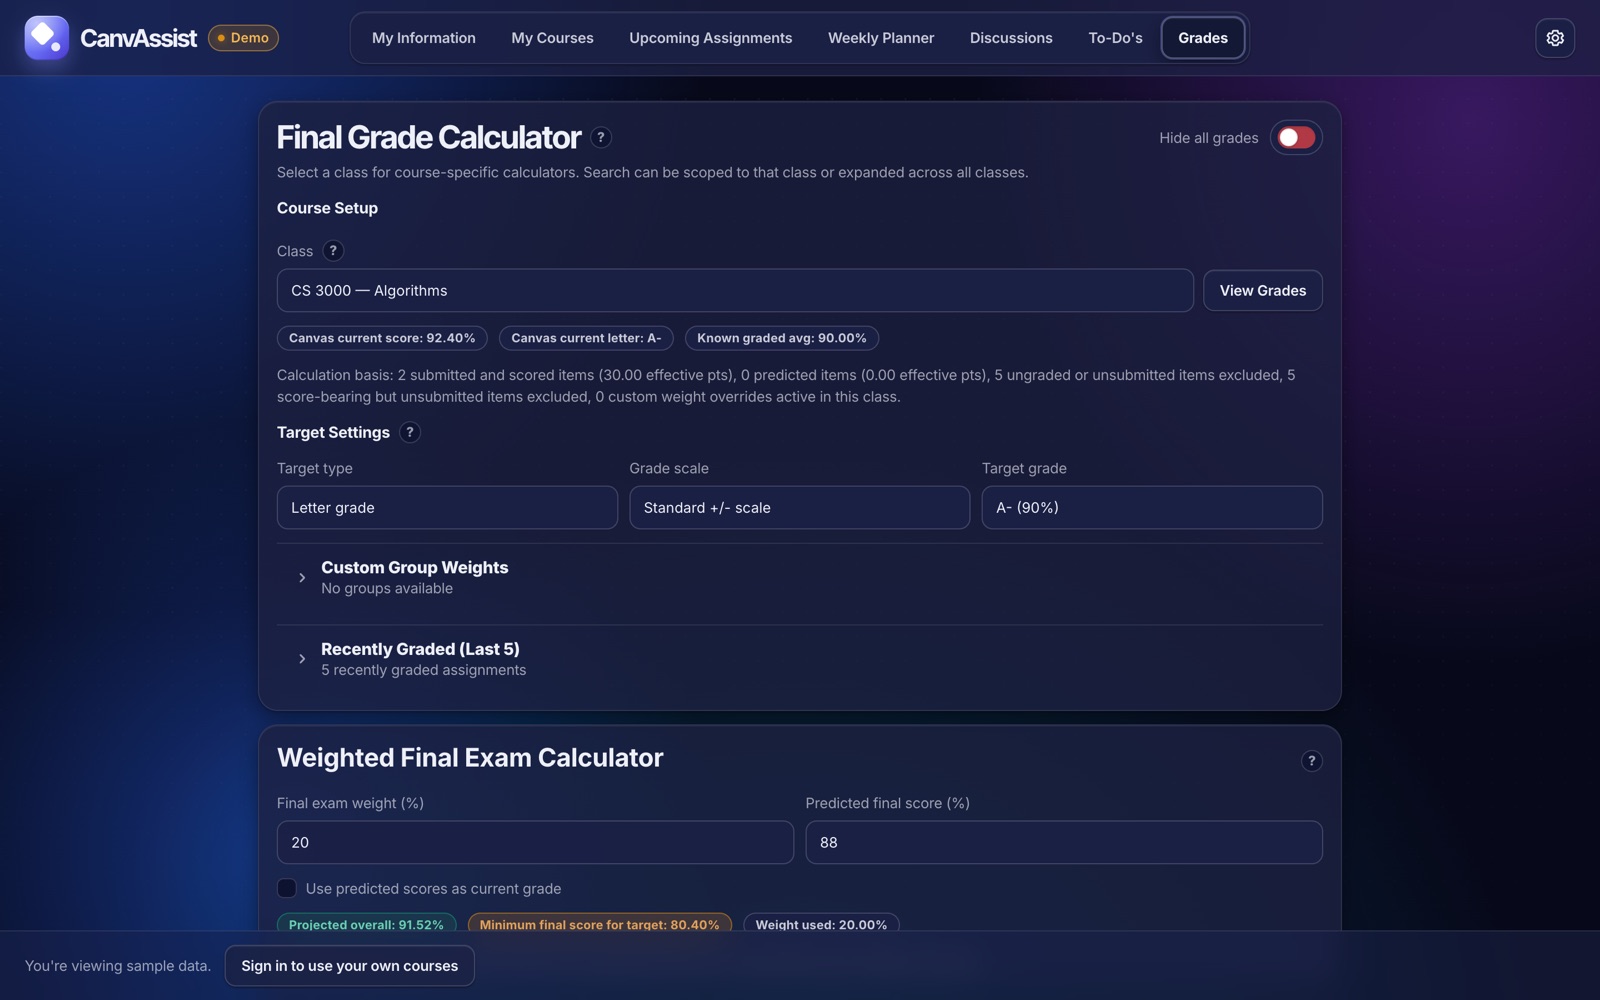 CanvAssist
Demo
My Information
My Courses
Upcoming Assignments
Weekly Planner
Discussions
To-Do's
Grades
Final Grade Calculator ?
Hide all grades
Select a class for course-specific calculators. Search can be scoped to that class or expanded across all classes.
Course Setup
Class ?
CS 3000 — Algorithms
View Grades
Canvas current score: 92.40%
Canvas current letter: A-
Known graded avg: 90.00%
Calculation basis: 2 submitted and scored items (30.00 effective pts), 0 predicted items (0.00 effective pts), 5 ungraded or unsubmitted items excluded, 5
score-bearing but unsubmitted items excluded, 0 custom weight overrides active in this class.
Target Settings ?
Target type
Grade scale
Target grade
Letter grade
Standard +/- scale
A- (90%)
Custom Group Weights
No groups available
Recently Graded (Last 5)
5 recently graded assignments
Weighted Final Exam Calculator
?
Final exam weight (%)
Predicted final score (%)
20
88
Use predicted scores as current grade
Projected overall: 91.52%
Minimum final score for target: 80.40%
Weight used: 20.00%
You're viewing sample data.
Sign in to use your own courses